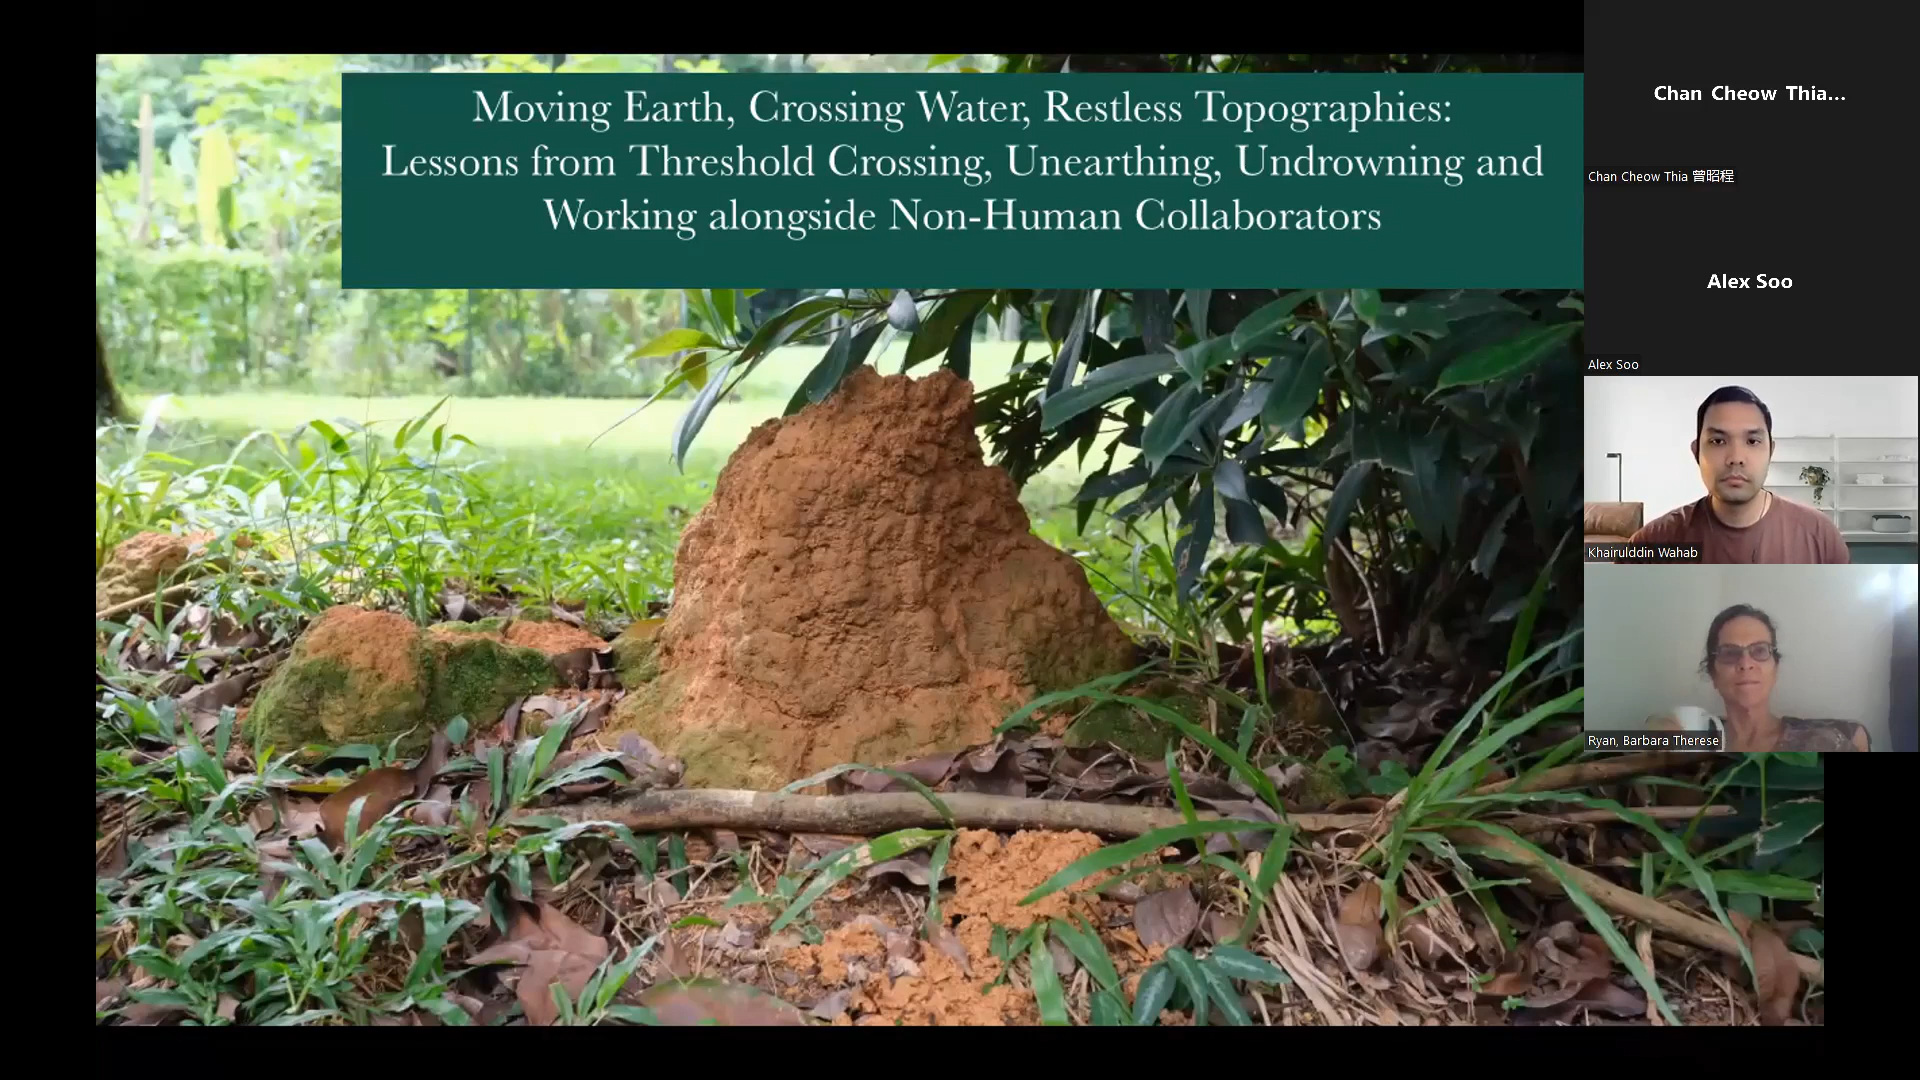 Moving Earth, Crossing Water, Restless Topographies:
Lessons from Threshold Crossing, Unearthing, Undrowning and
Working alongside Non-Human Collaborators
Chan Cheow Thia...
Chan Cheow Thia 曾昭程
Alex Soo
Alex Soo
Khairulddin Wahab
Ryan, Barbara Therese